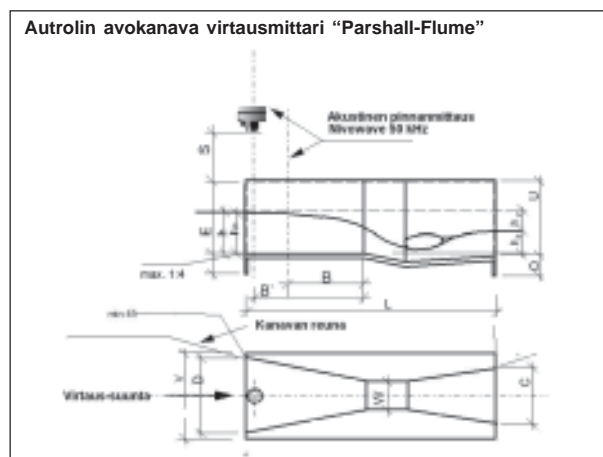 Autrolin avokanava virtausmittari “Parshall-Flume”
Akustinen pinnanmittaus
Nivowave 50 kHz
S
E
U
h
h
O
max. 1:4
B
B'
L
Kanavan reuna
V
D
W
C
Virtaus-suunta